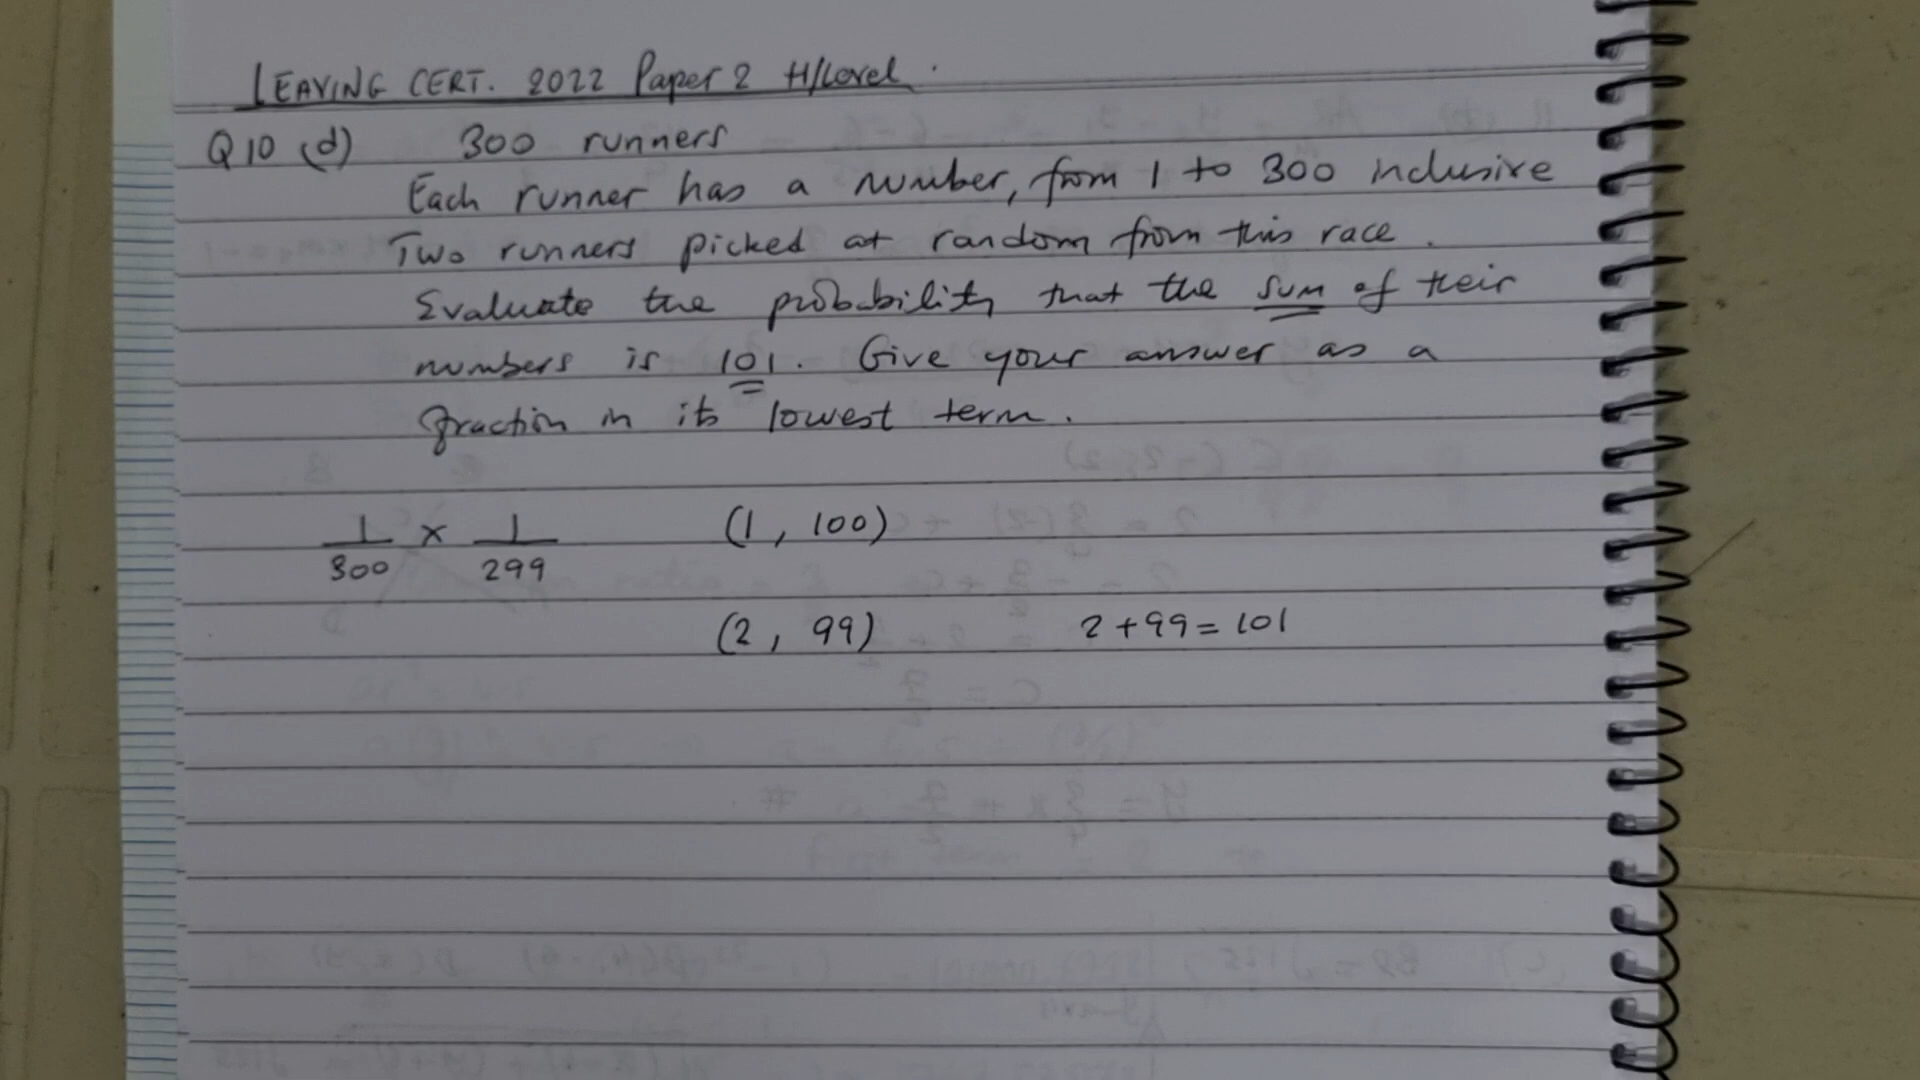 LEAVING CERT. 2022 Paper 2 H/Level.
Q10 (d) 300 runners
Each runner has a number, from 1 to 300 inclusive
Two runners picked at random from this race.
Evaluate the probability that the sum of their
numbers is 101. Give your answer as a
fraction in its lowest term.
1/300 × 1/299 (1, 100)
(2, 99) 2+99=101